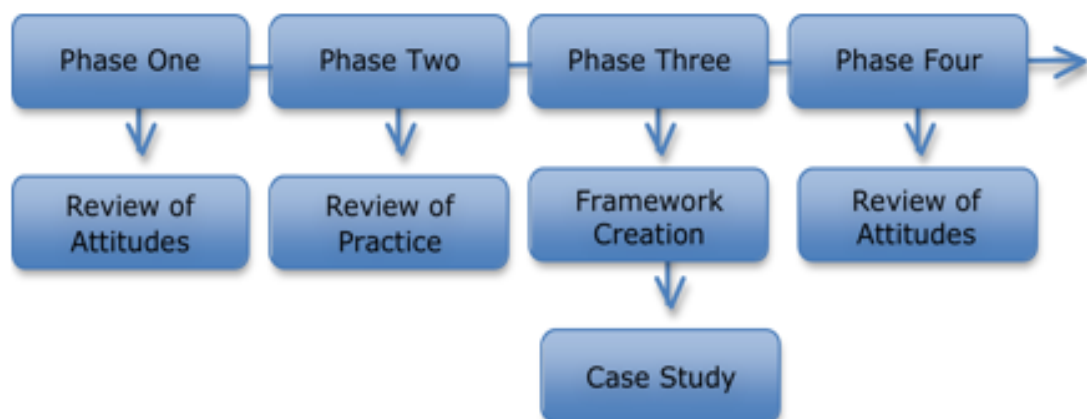 Phase One
Phase Two
Phase Three
Phase Four
Review of
Attitudes
Review of
Practice
Framework
Creation
Review of
Attitudes
Case Study